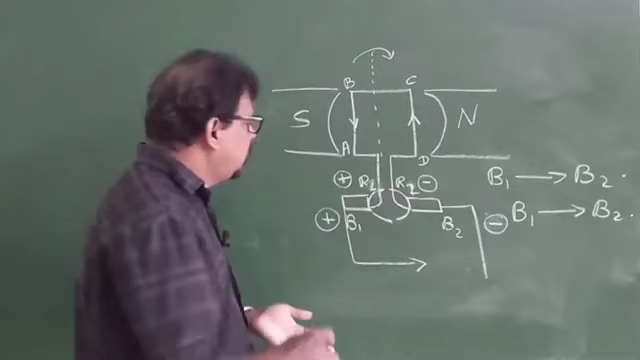 B C
S N
A D
B₁ → B₂.
+ R₁ R₂ −
+ B₁ B₂ − B₁ → B₂.